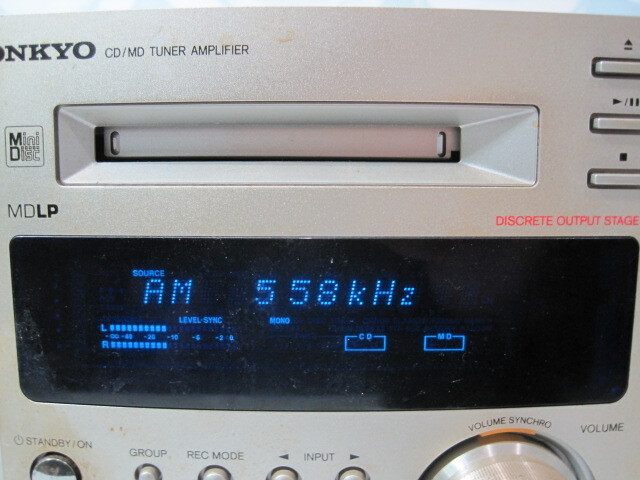 ONKYO CD/MD TUNER AMPLIFIER
Mini
Disc
MDLP
DISCRETE OUTPUT STAGE
SOURCE
AM 558kHz
LEVEL-SYNC MONO
L
-∞ -40 -20 -10 -6 -2 0
R
CD MD
STANDBY/ON
GROUP REC MODE INPUT
VOLUME SYNCHRO
VOLUME